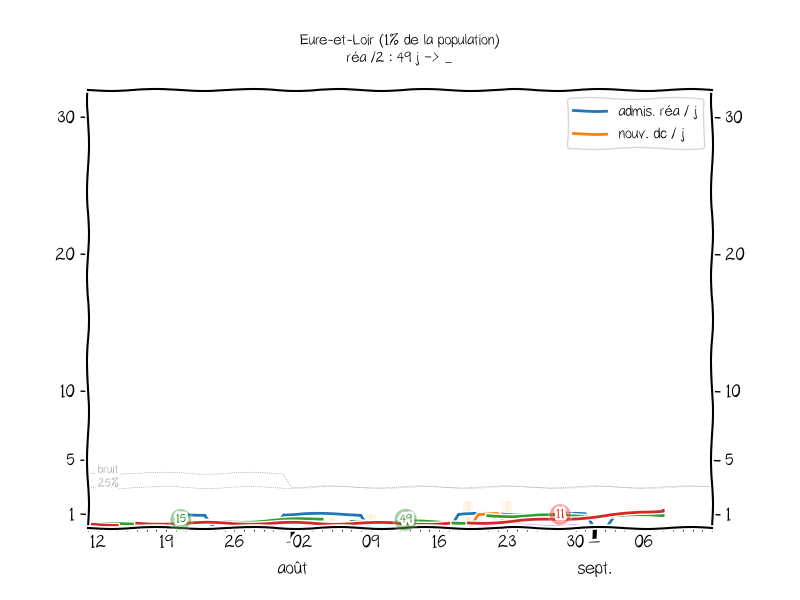 Eure-et-Loir (1% de la population)
réa /2 : 49 j -> _
30
20
10
5
1
30
20
10
5
1
admis. réa / j
nouv. dc / j
bruit
25%
15
49
11
12 19 26 02 09 16 23 30 06
août sept.